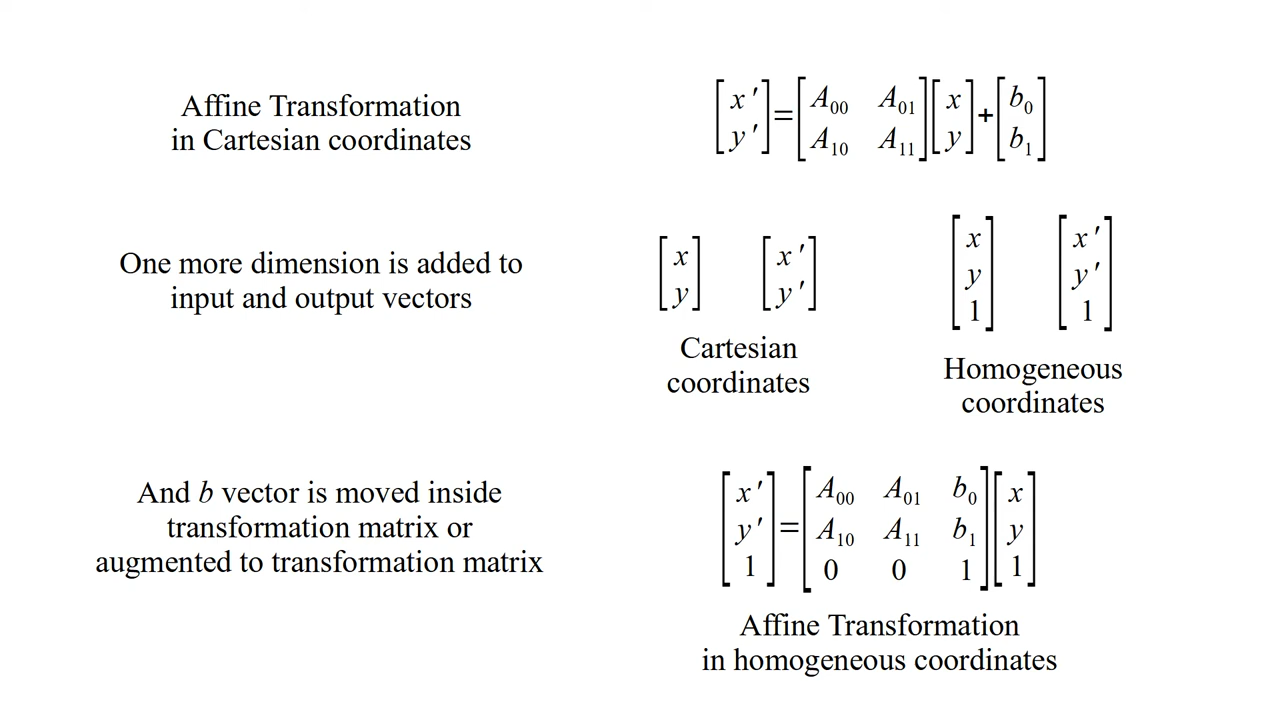 Affine Transformation
in Cartesian coordinates
[x′ y′] = [A₀₀ A₀₁; A₁₀ A₁₁][x y] + [b₀ b₁]
One more dimension is added to
input and output vectors
[x y] [x′ y′]
Cartesian
coordinates
[x y 1] [x′ y′ 1]
Homogeneous
coordinates
And b vector is moved inside
transformation matrix or
augmented to transformation matrix
[x′ y′ 1] = [A₀₀ A₀₁ b₀; A₁₀ A₁₁ b₁; 0 0 1][x y 1]
Affine Transformation
in homogeneous coordinates